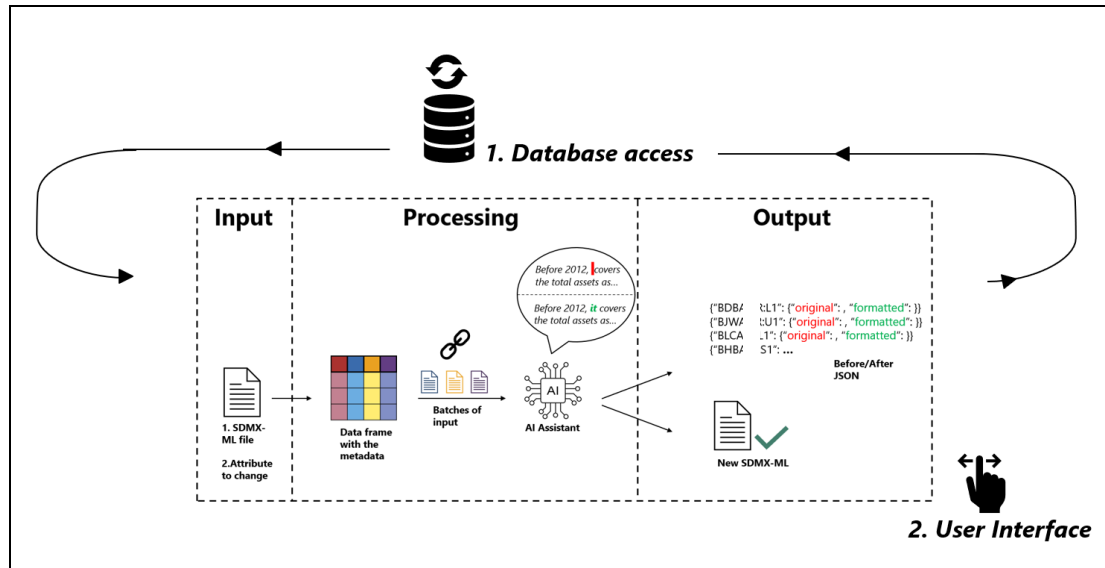 1. Database access
Input
Processing
Output
Before 2012, covers
the total assets as...
Before 2012, it covers
the total assets as...
{"BDBA R:L1": {"original": , "formatted": }}
{"BJWA :U1": {"original": , "formatted": }}
{"BLCA L1": {"original": , "formatted": }}
{"BHBA S1": ...
Before/After
JSON
AI
1. SDMX-
ML file
2.Attribute
to change
Data frame
with the
metadata
Batches of
input
AI Assistant
New SDMX-ML
2. User Interface